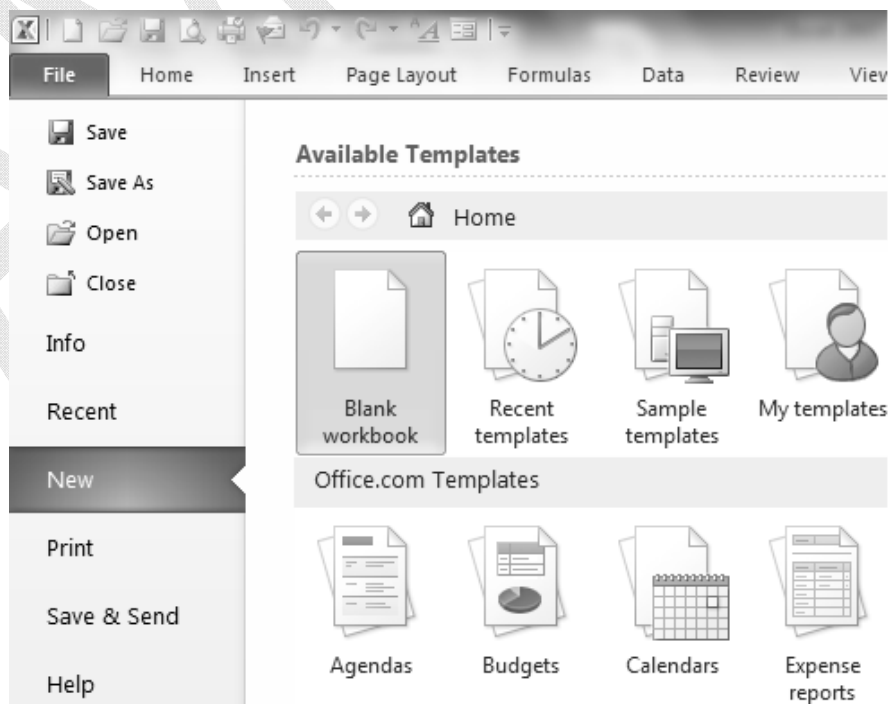 File Home Insert Page Layout Formulas Data Review View
Save
Save As
Open
Close
Info
Recent
New
Print
Save & Send
Help
Available Templates
Home
Blank workbook
Recent templates
Sample templates
My templates
Office.com Templates
Agendas
Budgets
Calendars
Expense reports